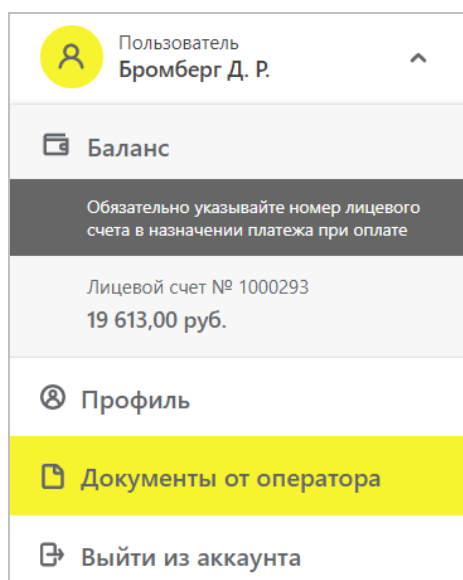 Пользователь
Бромберг Д. Р.
Баланс
Обязательно указывайте номер лицевого
счета в назначении платежа при оплате
Лицевой счет № 1000293
19 613,00 руб.
Профиль
Документы от оператора
Выйти из аккаунта